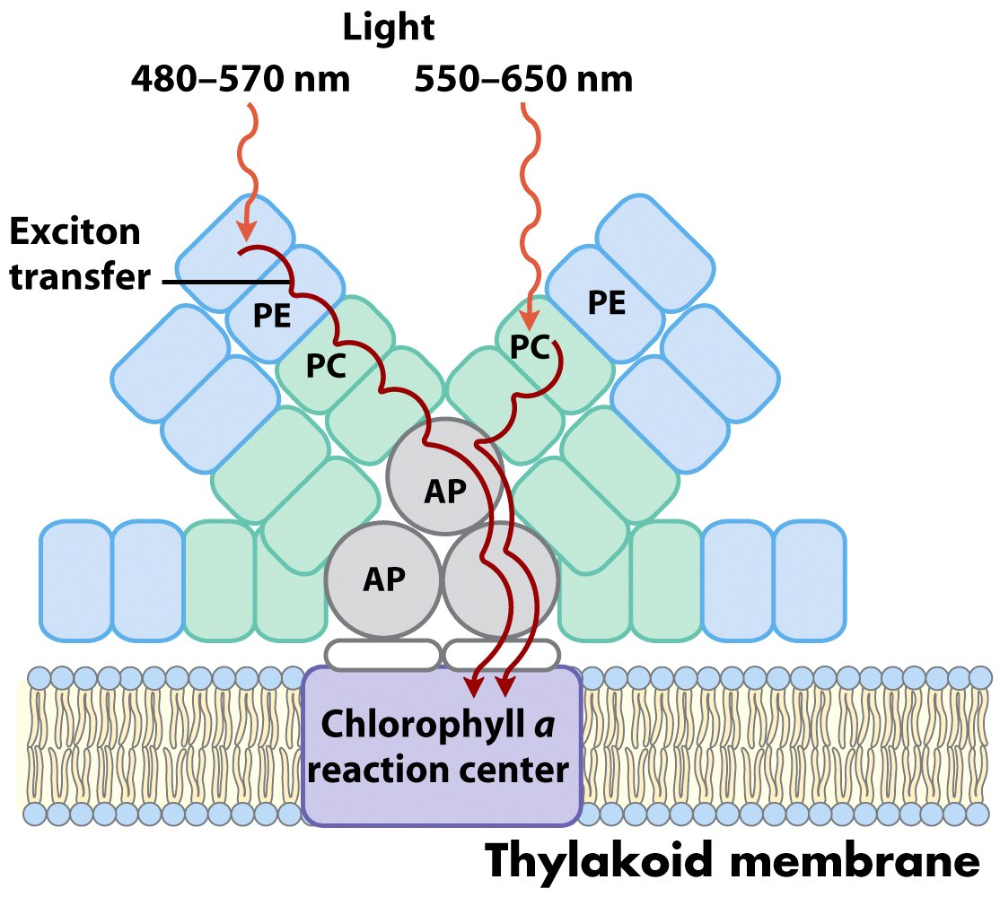 Light
480–570 nm 550–650 nm
Exciton
transfer
PE
PE
PC
PC
AP
AP
Chlorophyll a
reaction center
Thylakoid membrane